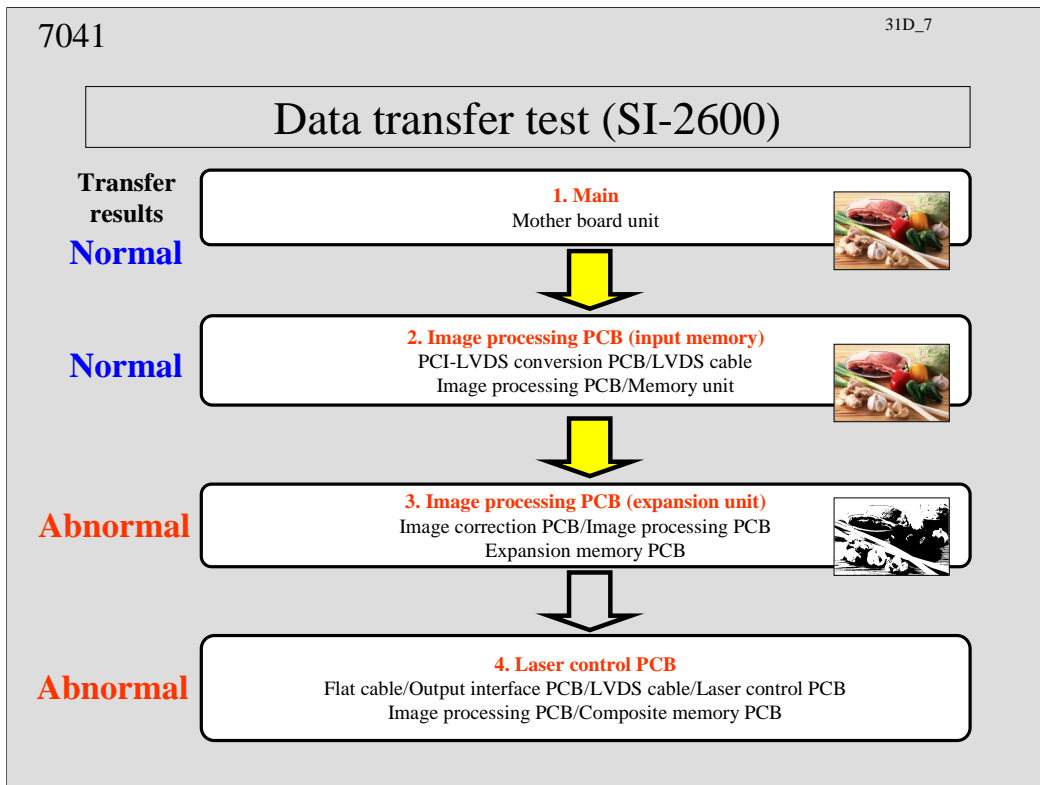 7041
31D_7
Data transfer test (SI-2600)
Transfer
results
Normal
1. Main
Mother board unit
Normal
2. Image processing PCB (input memory)
PCI-LVDS conversion PCB/LVDS cable
Image processing PCB/Memory unit
Abnormal
3. Image processing PCB (expansion unit)
Image correction PCB/Image processing PCB
Expansion memory PCB
Abnormal
4. Laser control PCB
Flat cable/Output interface PCB/LVDS cable/Laser control PCB
Image processing PCB/Composite memory PCB